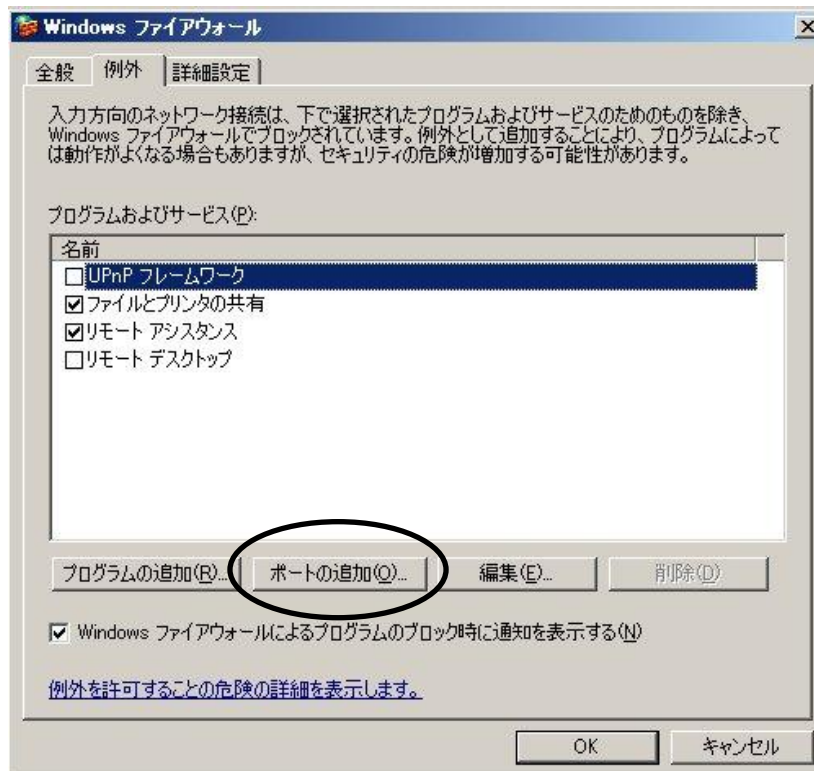 Windows ファイアウォール
全般 例外 詳細設定
入力方向のネットワーク接続は、下で選択されたプログラムおよびサービスのためのものを除き、
Windows ファイアウォールでブロックされています。例外として追加することにより、プログラムによって
は動作がよくなる場合もありますが、セキュリティの危険が増加する可能性があります。
プログラムおよびサービス(P):
名前
UPnP フレームワーク
ファイルとプリンタの共有
リモート アシスタンス
リモート デスクトップ
プログラムの追加(R)... ポートの追加(O)... 編集(E)... 削除(D)
Windows ファイアウォールによるプログラムのブロック時に通知を表示する(N)
例外を許可することの危険の詳細を表示します。
OK キャンセル